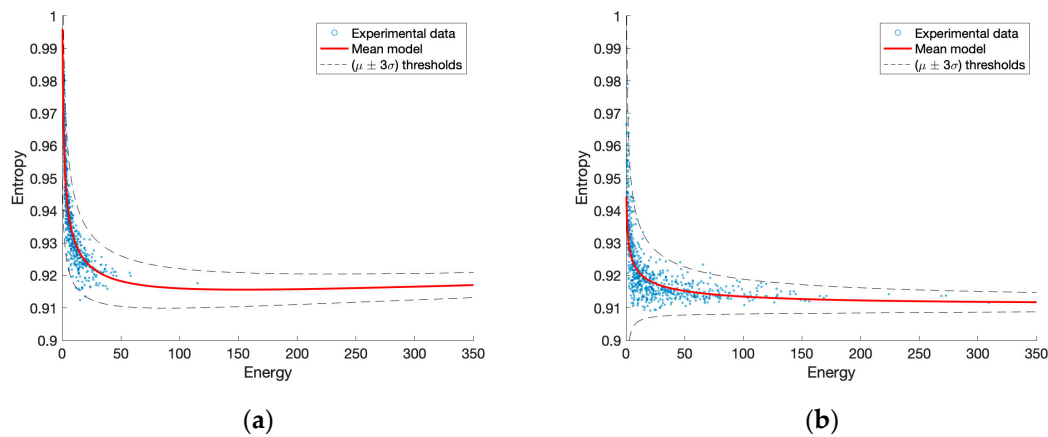 1
0.99
0.98
0.97
0.96
0.95
0.94
0.93
0.92
0.91
0.9
0 50 100 150 200 250 300 350
Entropy
Energy
Experimental data
Mean model
(μ ± 3σ) thresholds
(a)
1
0.99
0.98
0.97
0.96
0.95
0.94
0.93
0.92
0.91
0.9
0 50 100 150 200 250 300 350
Entropy
Energy
Experimental data
Mean model
(μ ± 3σ) thresholds
(b)